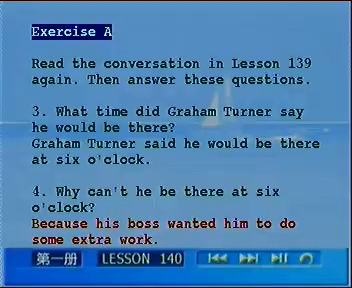 Exercise A
Read the conversation in Lesson 139
again. Then answer these questions.
3. What time did Graham Turner say
he would be there?
Graham Turner said he would be there
at six o'clock.
4. Why can't he be there at six
o'clock?
Because his boss wanted him to do
some extra work.
第一册 LESSON 140